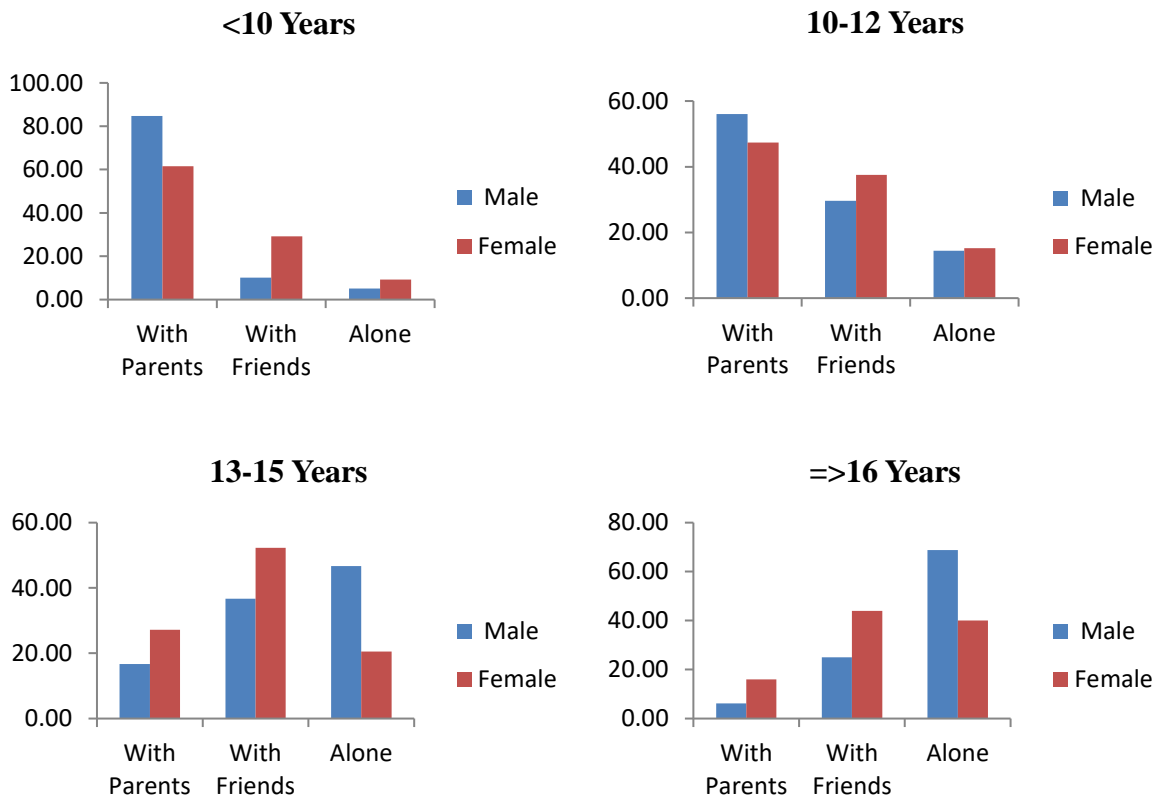 <10 Years
100.00
80.00
60.00
40.00
20.00
0.00
With
Parents
With
Friends
Alone
Male
Female
10-12 Years
60.00
40.00
20.00
0.00
With
Parents
With
Friends
Alone
Male
Female
13-15 Years
60.00
40.00
20.00
0.00
With
Parents
With
Friends
Alone
Male
Female
=>16 Years
80.00
60.00
40.00
20.00
0.00
With
Parents
With
Friends
Alone
Male
Female